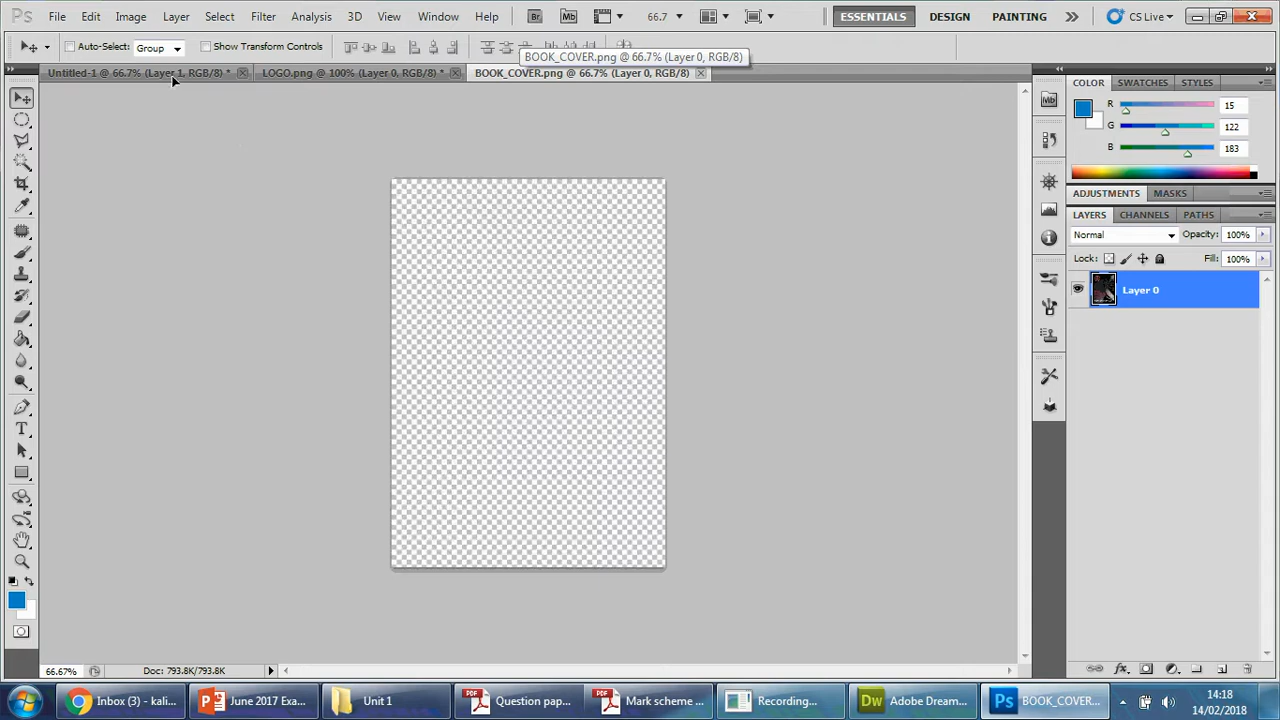 Ps File Edit Image Layer Select Filter Analysis 3D View Window Help Br Mb 66.7 ESSENTIALS DESIGN PAINTING CS Live
Auto-Select: Group Show Transform Controls
BOOK_COVER.png @ 66.7% (Layer 0, RGB/8)
Untitled-1 @ 66.7% (Layer 1, RGB/8) * LOGO.png @ 100% (Layer 0, RGB/8) * BOOK_COVER.png @ 66.7% (Layer 0, RGB/8)
COLOR SWATCHES STYLES
Mb
R 15
G 122
B 183
ADJUSTMENTS MASKS
LAYERS CHANNELS PATHS
Normal Opacity: 100%
Lock: Fill: 100%
Layer 0
T
66.67% Doc: 793.8K/793.8K
Inbox (3) - kali... June 2017 Exa... Unit 1 Question pap... Mark scheme ... Recording... Dw Adobe Dream... Ps BOOK_COVER... 14:18
14/02/2018